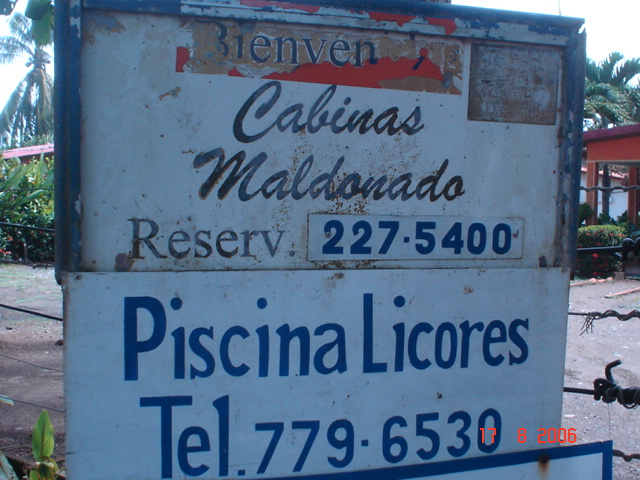 Bienven
Cabinas
Maldonado
Reserv. 227-5400
Piscina Licores
Tel. 779-6530
17 8 2006